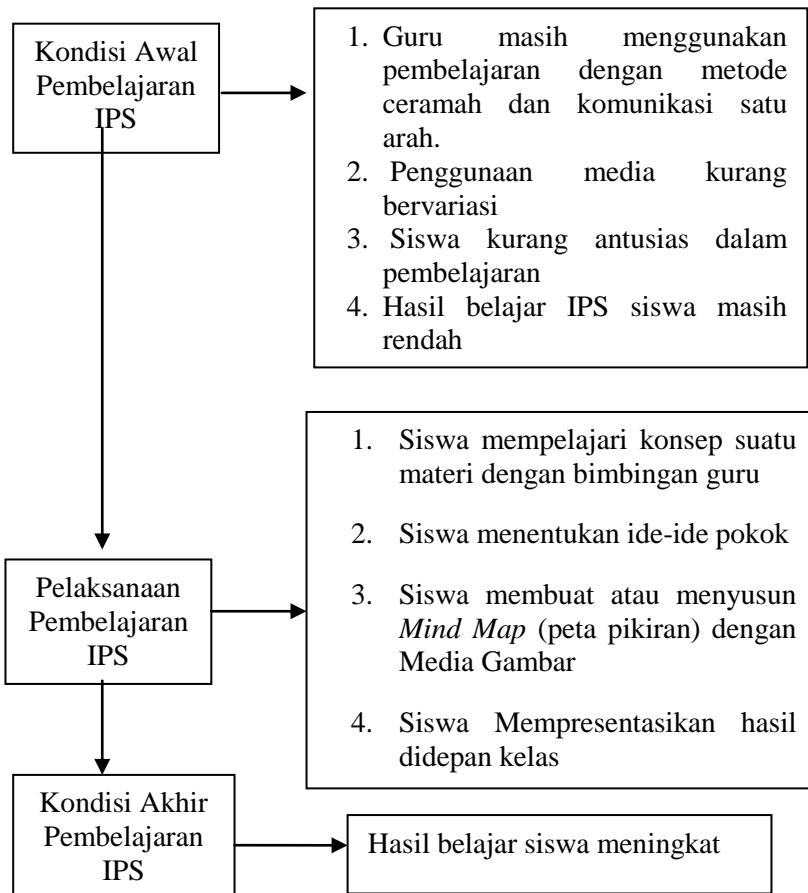 Kondisi Awal
Pembelajaran
IPS
1. Guru masih menggunakan
pembelajaran dengan metode
ceramah dan komunikasi satu
arah.
2. Penggunaan media kurang
bervariasi
3. Siswa kurang antusias dalam
pembelajaran
4. Hasil belajar IPS siswa masih
rendah
Pelaksanaan
Pembelajaran
IPS
1. Siswa mempelajari konsep suatu
materi dengan bimbingan guru
2. Siswa menentukan ide-ide pokok
3. Siswa membuat atau menyusun
Mind Map (peta pikiran) dengan
Media Gambar
4. Siswa Mempresentasikan hasil
didepan kelas
Kondisi Akhir
Pembelajaran
IPS
Hasil belajar siswa meningkat